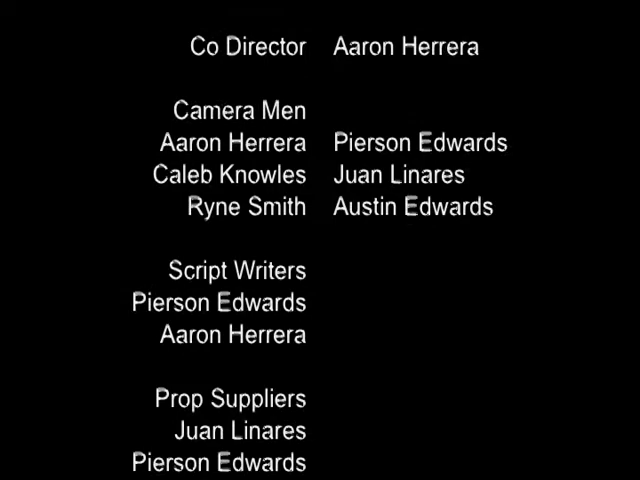 Co Director Aaron Herrera
Camera Men
Aaron Herrera Pierson Edwards
Caleb Knowles Juan Linares
Ryne Smith Austin Edwards
Script Writers
Pierson Edwards
Aaron Herrera
Prop Suppliers
Juan Linares
Pierson Edwards